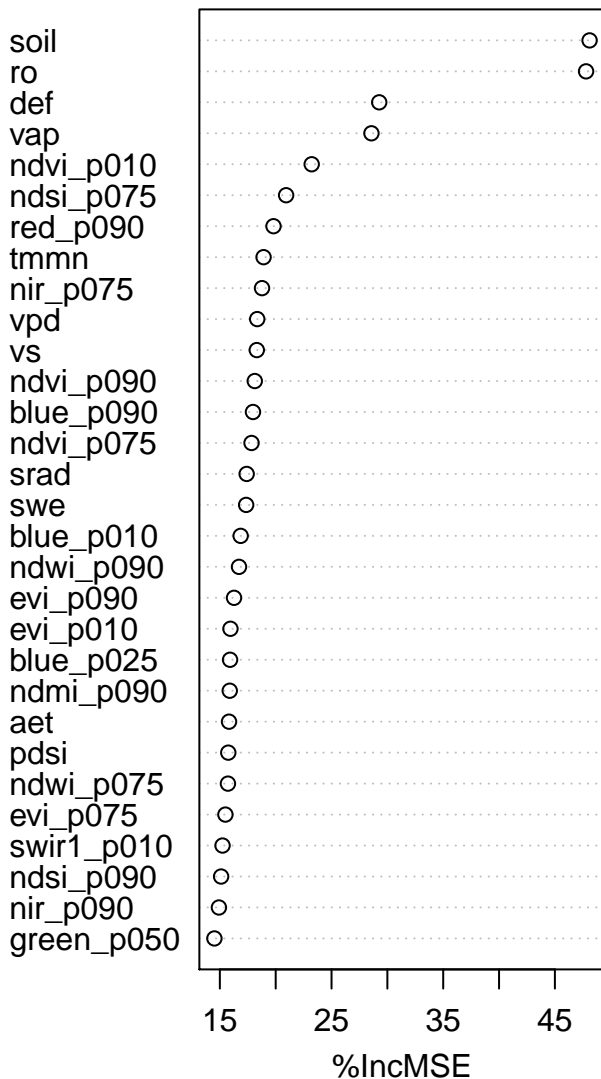 soil
ro
def
vap
ndvi_p010
ndsi_p075
red_p090
tmmn
nir_p075
vpd
vs
ndvi_p090
blue_p090
ndvi_p075
srad
swe
blue_p010
ndwi_p090
evi_p090
evi_p010
blue_p025
ndmi_p090
aet
pdsi
ndwi_p075
evi_p075
swir1_p010
ndsi_p090
nir_p090
green_p050
15 25 35 45
%IncMSE